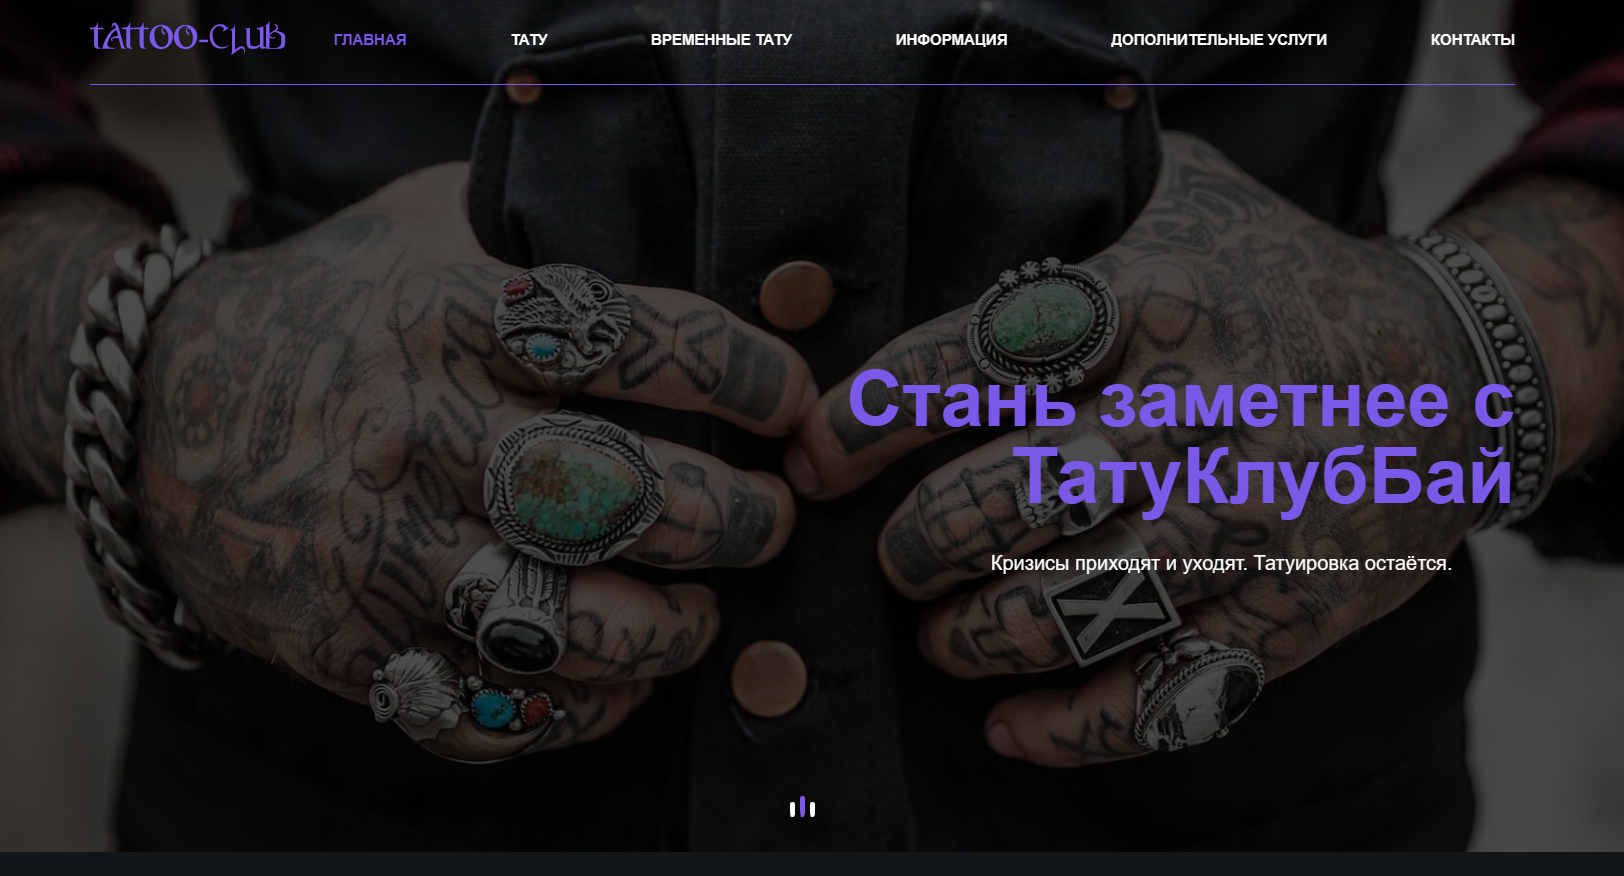 TATTOO-CLUB
ГЛАВНАЯ
ТАТУ
ВРЕМЕННЫЕ ТАТУ
ИНФОРМАЦИЯ
ДОПОЛНИТЕЛЬНЫЕ УСЛУГИ
КОНТАКТЫ
Стань заметнее с
ТатуКлубБай
Кризисы приходят и уходят. Татуировка остаётся.